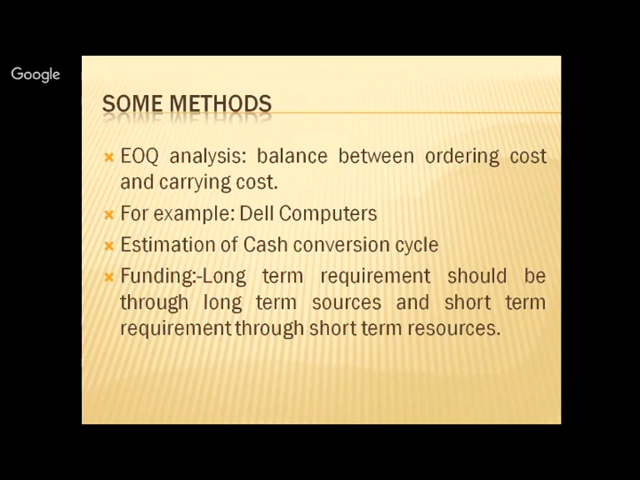 Google
SOME METHODS
EOQ analysis: balance between ordering cost
and carrying cost.
For example: Dell Computers
Estimation of Cash conversion cycle
Funding:-Long term requirement should be
through long term sources and short term
requirement through short term resources.